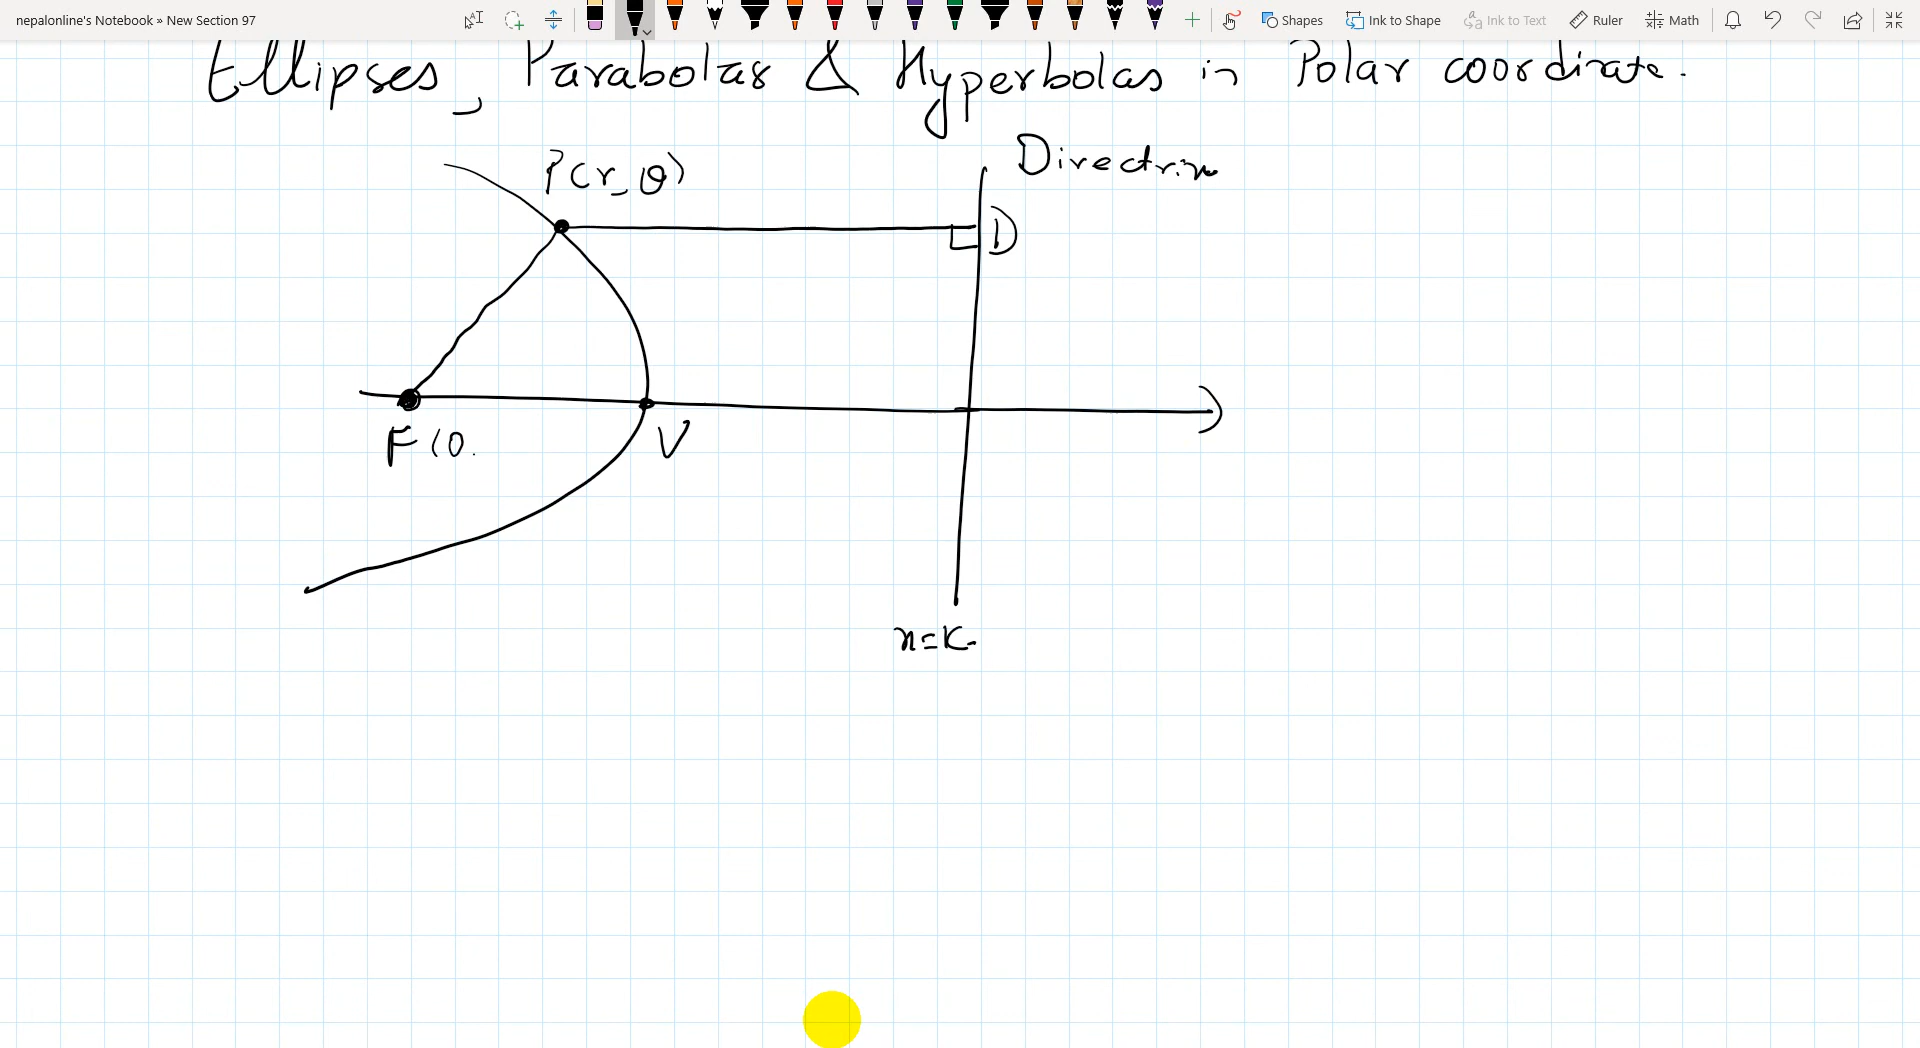 nepalonline's Notebook » New Section 97
Shapes
Ink to Shape
Ink to Text
Ruler
Math
Ellipses, Parabolas & Hyperbolas in Polar coordinate.
P(r, θ)
Directrix
D
F(0.
V
x=K